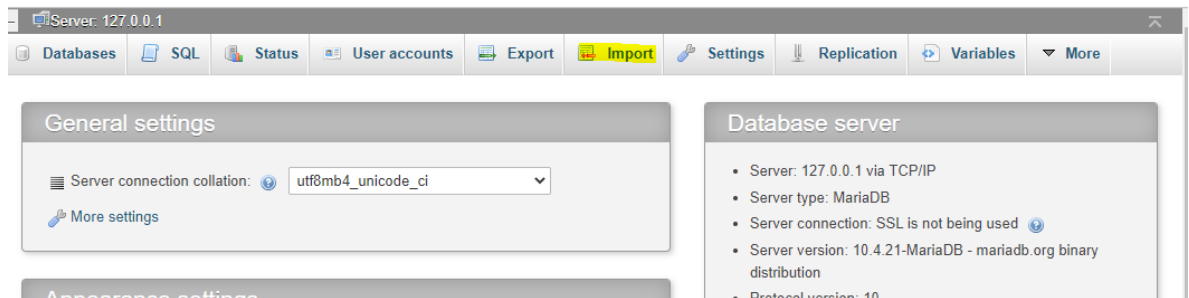 Server: 127.0.0.1
Databases SQL Status User accounts Export Import Settings Replication Variables More
General settings
Server connection collation: utf8mb4_unicode_ci
More settings
Appearance settings
Database server
Server: 127.0.0.1 via TCP/IP
Server type: MariaDB
Server connection: SSL is not being used
Server version: 10.4.21-MariaDB - mariadb.org binary
distribution
Protocol version: 10